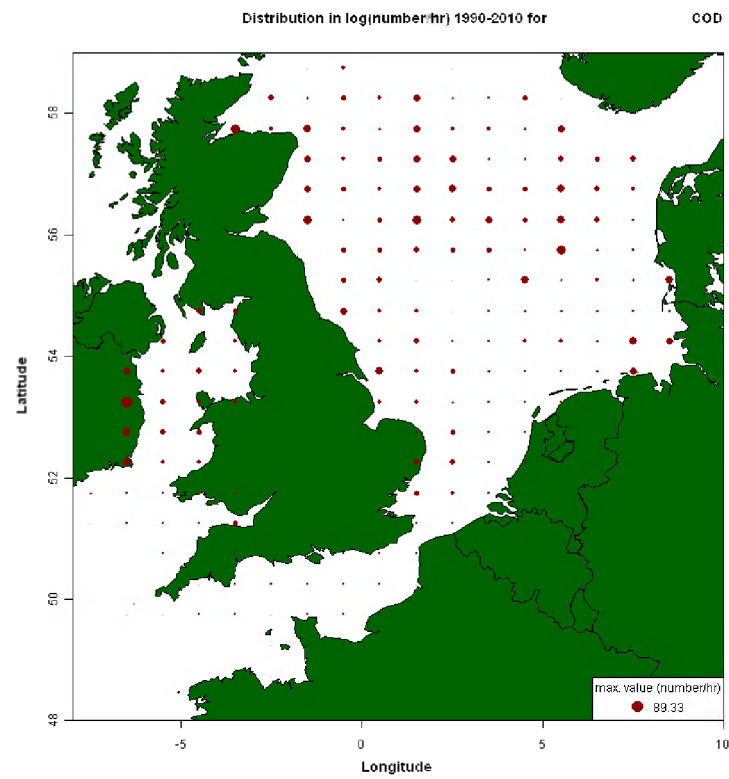 Distribution in log(number/hr) 1990-2010 for COD
58
56
54
52
50
48
Latitude
-5 0 5 10
Longitude
max. value (number/hr)
89.33